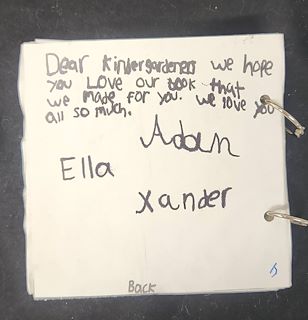 Dear Kindergardeners we hope
you Love our book that
we made for you. we love you
all so much.
Adam
Ella
Xander
Back